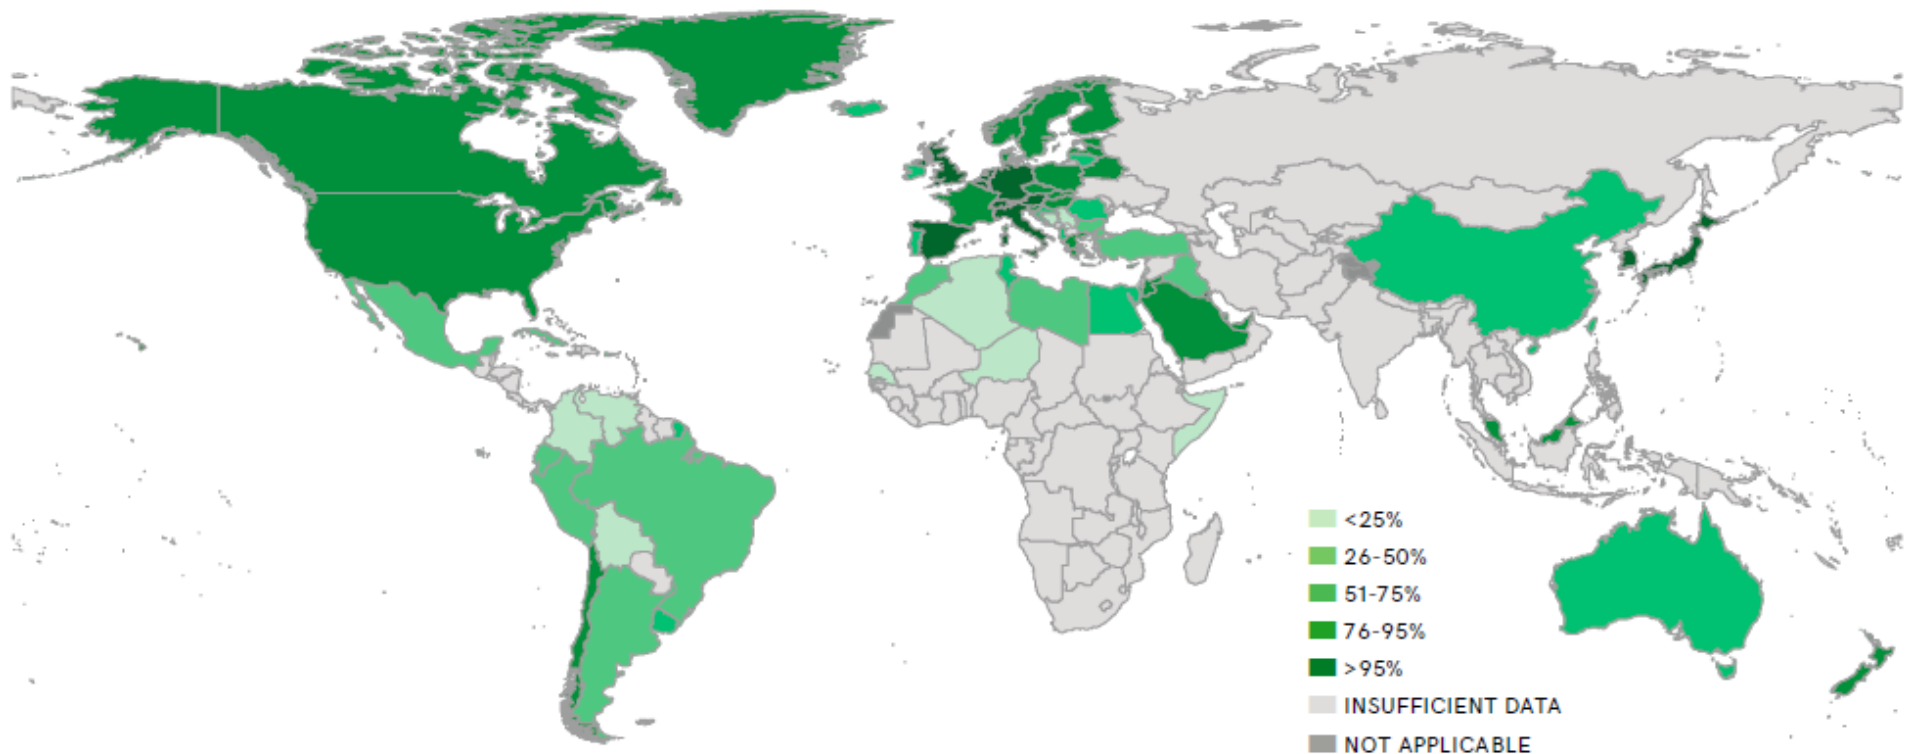 <25%
26-50%
51-75%
76-95%
>95%
INSUFFICIENT DATA
NOT APPLICABLE